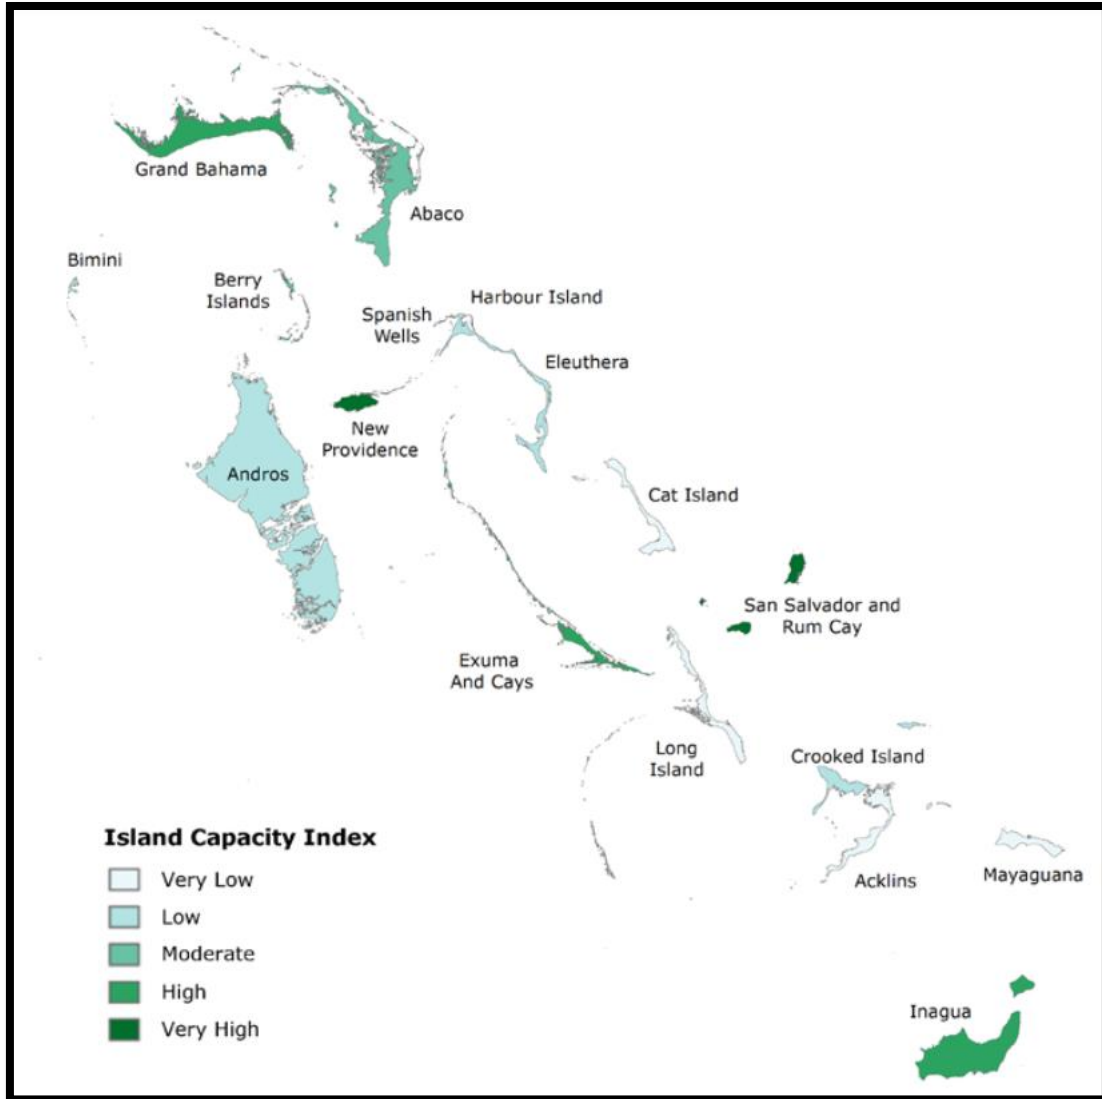 Grand Bahama
Abaco
Bimini
Berry
Islands
Harbour Island
Spanish
Wells
Eleuthera
New
Providence
Andros
Cat Island
San Salvador and
Rum Cay
Exuma
And Cays
Long
Island
Crooked Island
Acklins
Mayaguana
Inagua
Island Capacity Index
Very Low
Low
Moderate
High
Very High